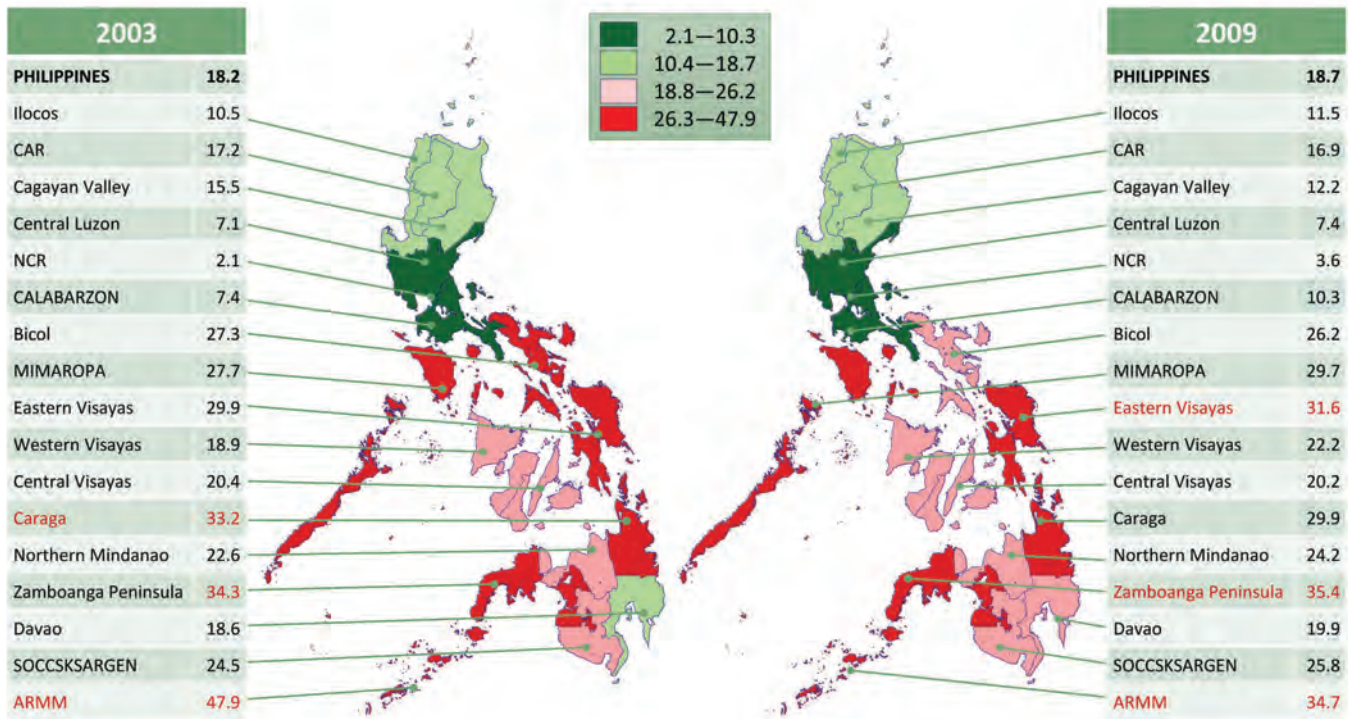 2003
PHILIPPINES 18.2
Ilocos 10.5
CAR 17.2
Cagayan Valley 15.5
Central Luzon 7.1
NCR 2.1
CALABARZON 7.4
Bicol 27.3
MIMAROPA 27.7
Eastern Visayas 29.9
Western Visayas 18.9
Central Visayas 20.4
Caraga 33.2
Northern Mindanao 22.6
Zamboanga Peninsula 34.3
Davao 18.6
SOCCSKSARGEN 24.5
ARMM 47.9
2.1—10.3
10.4—18.7
18.8—26.2
26.3—47.9
2009
PHILIPPINES 18.7
Ilocos 11.5
CAR 16.9
Cagayan Valley 12.2
Central Luzon 7.4
NCR 3.6
CALABARZON 10.3
Bicol 26.2
MIMAROPA 29.7
Eastern Visayas 31.6
Western Visayas 22.2
Central Visayas 20.2
Caraga 29.9
Northern Mindanao 24.2
Zamboanga Peninsula 35.4
Davao 19.9
SOCCSKSARGEN 25.8
ARMM 34.7